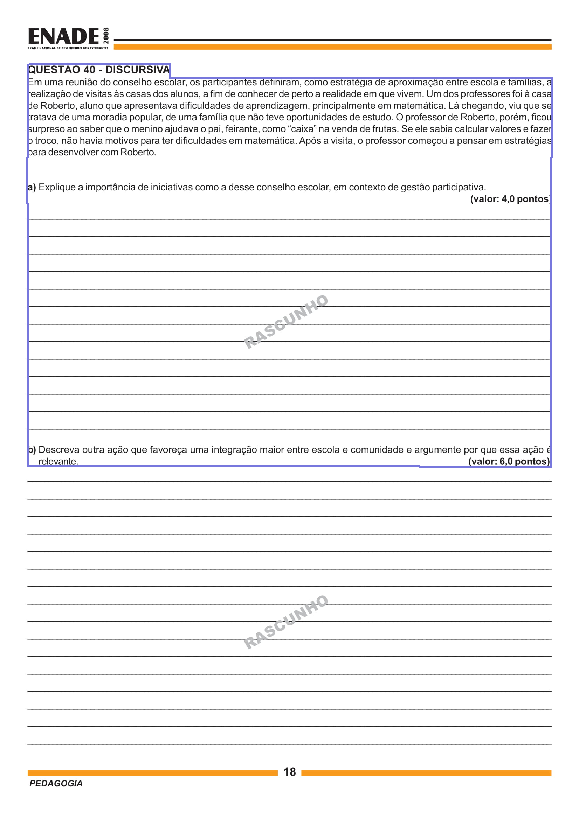 ENADE 2008
EXAME NACIONAL DE DESEMPENHO DOS ESTUDANTES
QUESTÃO 40 - DISCURSIVA
Em uma reunião do conselho escolar, os participantes definiram, como estratégia de aproximação entre escola e famílias, a
realização de visitas às casas dos alunos, a fim de conhecer de perto a realidade em que vivem. Um dos professores foi à casa
de Roberto, aluno que apresentava dificuldades de aprendizagem, principalmente em matemática. Lá chegando, viu que se
tratava de uma moradia popular, de uma família que não teve oportunidades de estudo. O professor de Roberto, porém, ficou
surpreso ao saber que o menino ajudava o pai, feirante, como “caixa” na venda de frutas. Se ele sabia calcular valores e fazer
o troco, não havia motivos para ter dificuldades em matemática. Após a visita, o professor começou a pensar em estratégias
para desenvolver com Roberto.
a) Explique a importância de iniciativas como a desse conselho escolar, em contexto de gestão participativa.
(valor: 4,0 pontos)
RASCUNHO
b) Descreva outra ação que favoreça uma integração maior entre escola e comunidade e argumente por que essa ação é
relevante. (valor: 6,0 pontos)
RASCUNHO
18
PEDAGOGIA